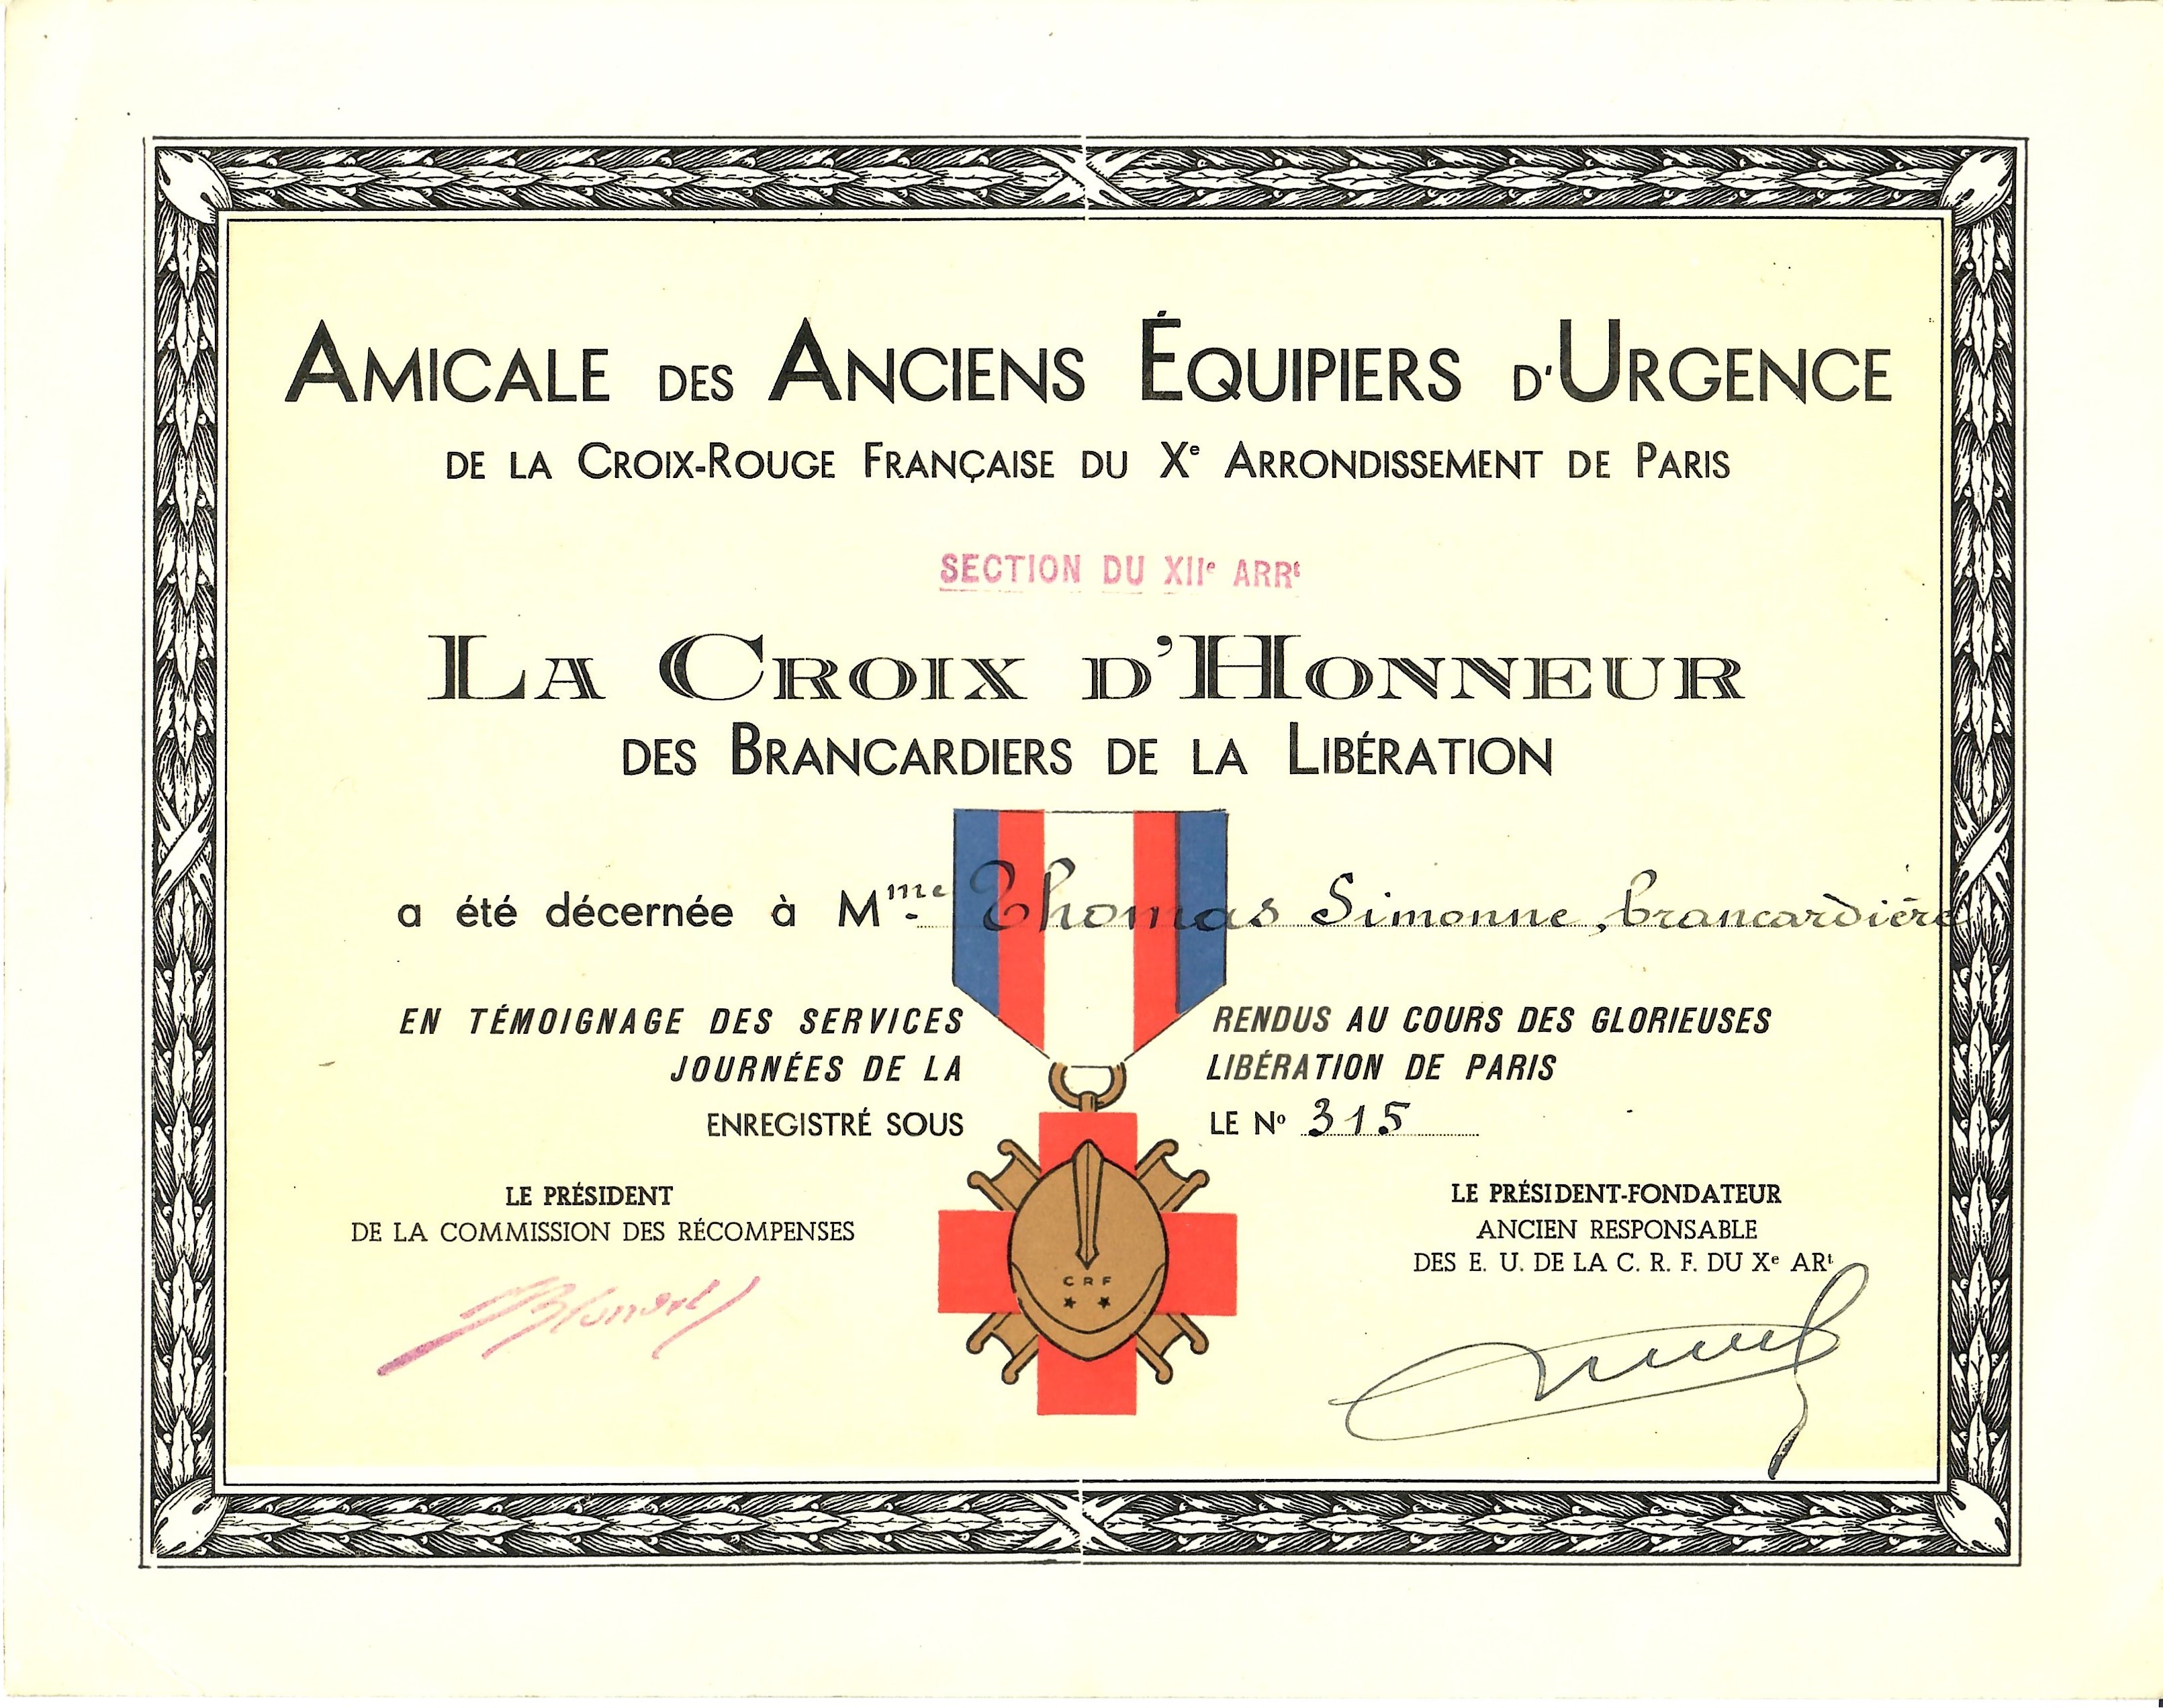 AMICALE DES ANCIENS ÉQUIPIERS D'URGENCE
DE LA CROIX-ROUGE FRANÇAISE DU Xe ARRONDISSEMENT DE PARIS
SECTION DU XIIe ARRt
LA CROIX D'HONNEUR
DES BRANCARDIERS DE LA LIBÉRATION
a été décernée à Mme Thomas Simonne, brancardière
EN TÉMOIGNAGE DES SERVICES RENDUS AU COURS DES GLORIEUSES
JOURNÉES DE LA LIBÉRATION DE PARIS
ENREGISTRÉ SOUS LE No 315
LE PRÉSIDENT
DE LA COMMISSION DES RÉCOMPENSES
LE PRÉSIDENT-FONDATEUR
ANCIEN RESPONSABLE
DES E. U. DE LA C. R. F. DU Xe ARt
CRF